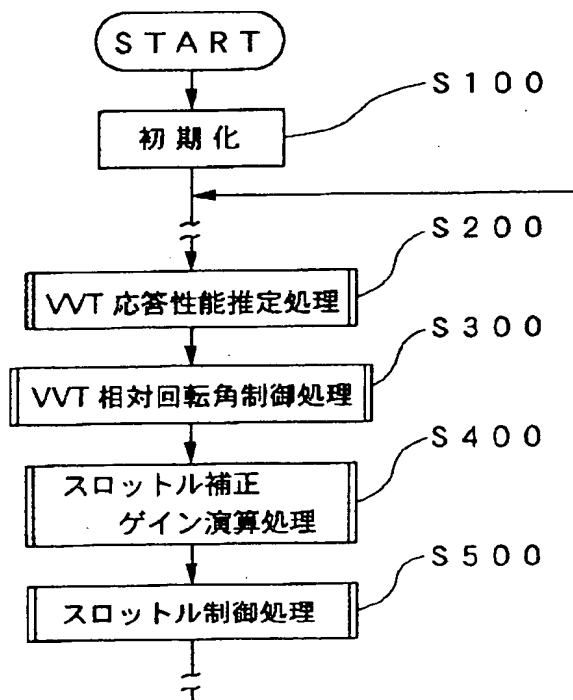 START
S100
初期化
S200
VVT 応答性能推定処理
S300
VVT 相対回転角制御処理
S400
スロットル補正
ゲイン演算処理
S500
スロットル制御処理